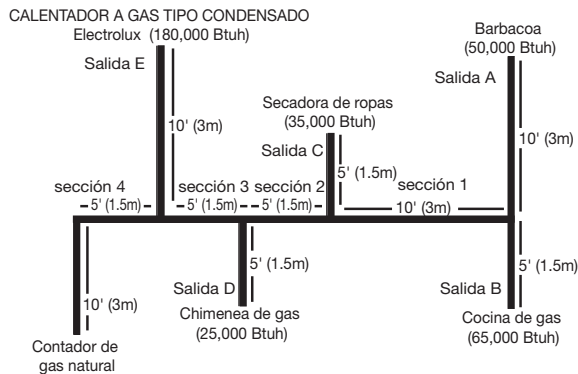 CALENTADOR A GAS TIPO CONDENSADO
Electrolux (180,000 Btuh)
Salida E
10' (3m)
Barbacoa
(50,000 Btuh)
Salida A
10' (3m)
Secadora de ropas
(35,000 Btuh)
Salida C
5' (1.5m)
sección 4
5' (1.5m)
sección 3
5' (1.5m)
sección 2
5' (1.5m)
sección 1
10' (3m)
10' (3m)
Contador de
gas natural
5' (1.5m)
Salida D
Chimenea de gas
(25,000 Btuh)
5' (1.5m)
Salida B
Cocina de gas
(65,000 Btuh)